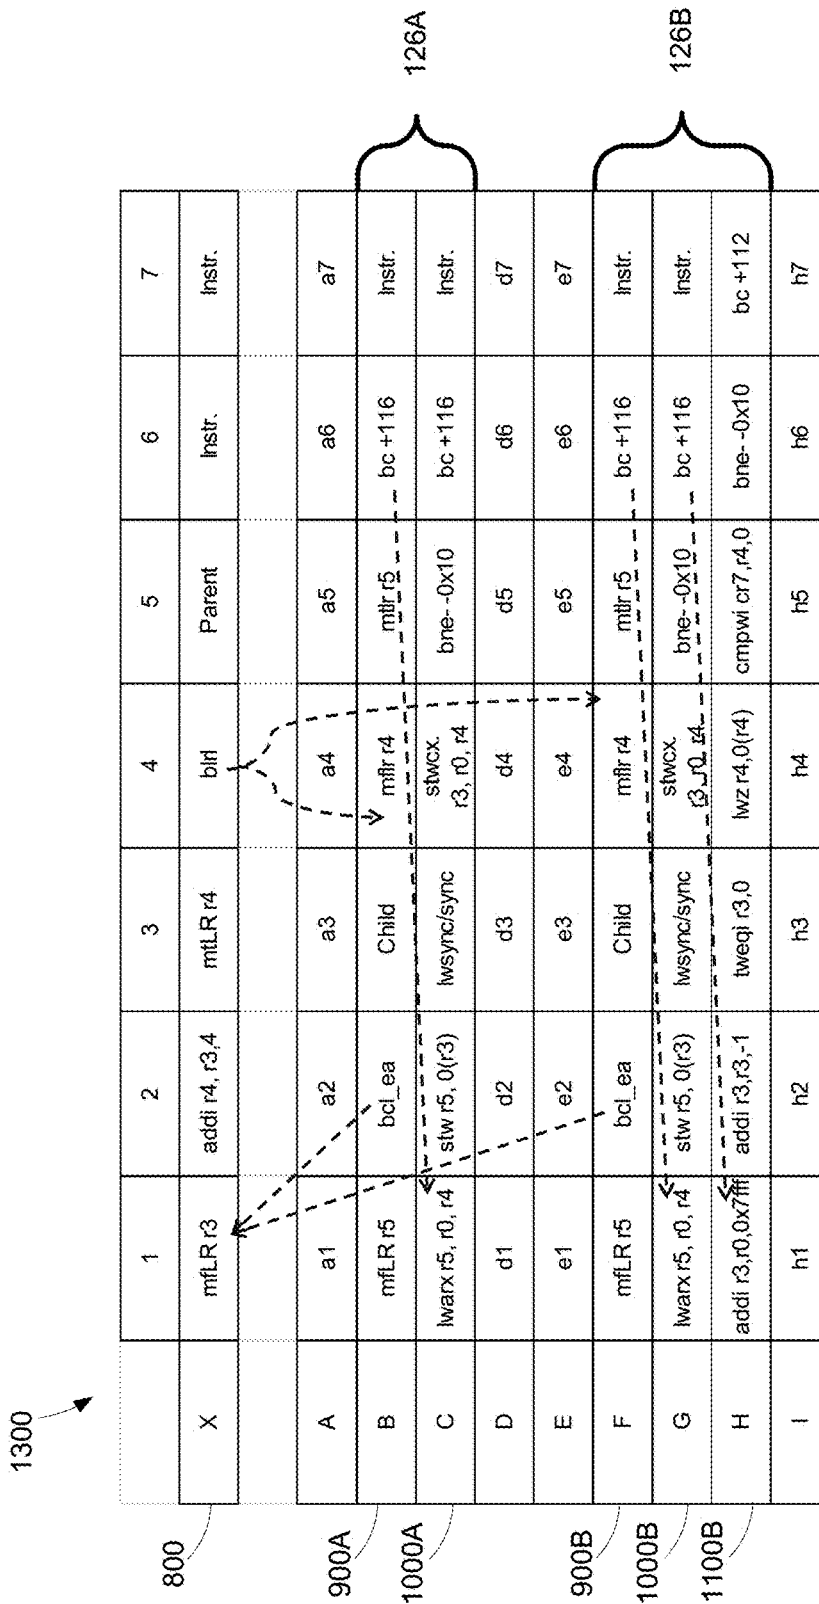 1300
1 2 3 4 5 6 7
800 X mfLR r3 addi r4, r3,4 mtLR r4 blrl Parent Instr. Instr.
A a1 a2 a3 a4 a5 a6 a7
900A B mfLR r5 bcl_ea Child mflr r4 mtlr r5 bc +116 Instr.
126A
1000A C lwarx r5, r0, r4 stw r5, 0(r3) lwsync/sync stwcx. bne- -0x10 bc +116 Instr.
r3, r0, r4
D d1 d2 d3 d4 d5 d6 d7
E e1 e2 e3 e4 e5 e6 e7
900B F mfLR r5 bcl_ea Child mflr r4 mtlr r5 bc +116 Instr.
1000B G lwarx r5, r0, r4 stw r5, 0(r3) lwsync/sync stwcx. bne- -0x10 bc +116 Instr.
r3, r0, r4
126B
1100B H addi r3,r0,0x7fff addi r3,r3,-1 tweqi r3,0 lwz r4,0(r4) cmpwi cr7,r4,0 bne- -0x10 bc +112
I h1 h2 h3 h4 h5 h6 h7